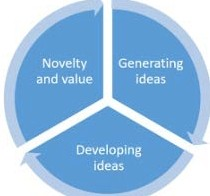 Novelty
and value
Generating
ideas
Developing
ideas